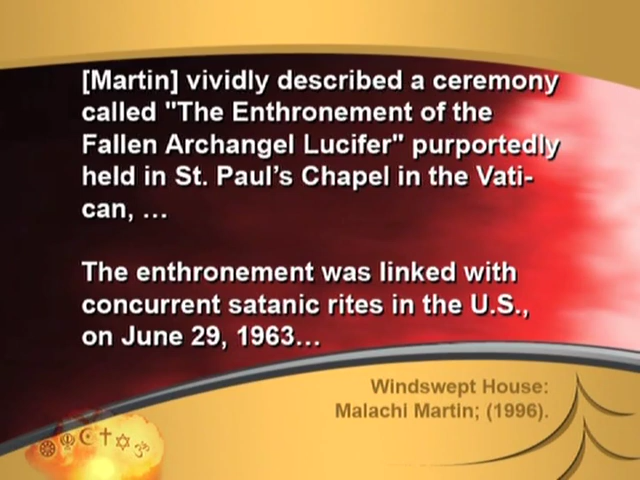 [Martin] vividly described a ceremony
called "The Enthronement of the
Fallen Archangel Lucifer" purportedly
held in St. Paul’s Chapel in the Vati-
can, …
The enthronement was linked with
concurrent satanic rites in the U.S.,
on June 29, 1963…
Windswept House:
Malachi Martin; (1996).